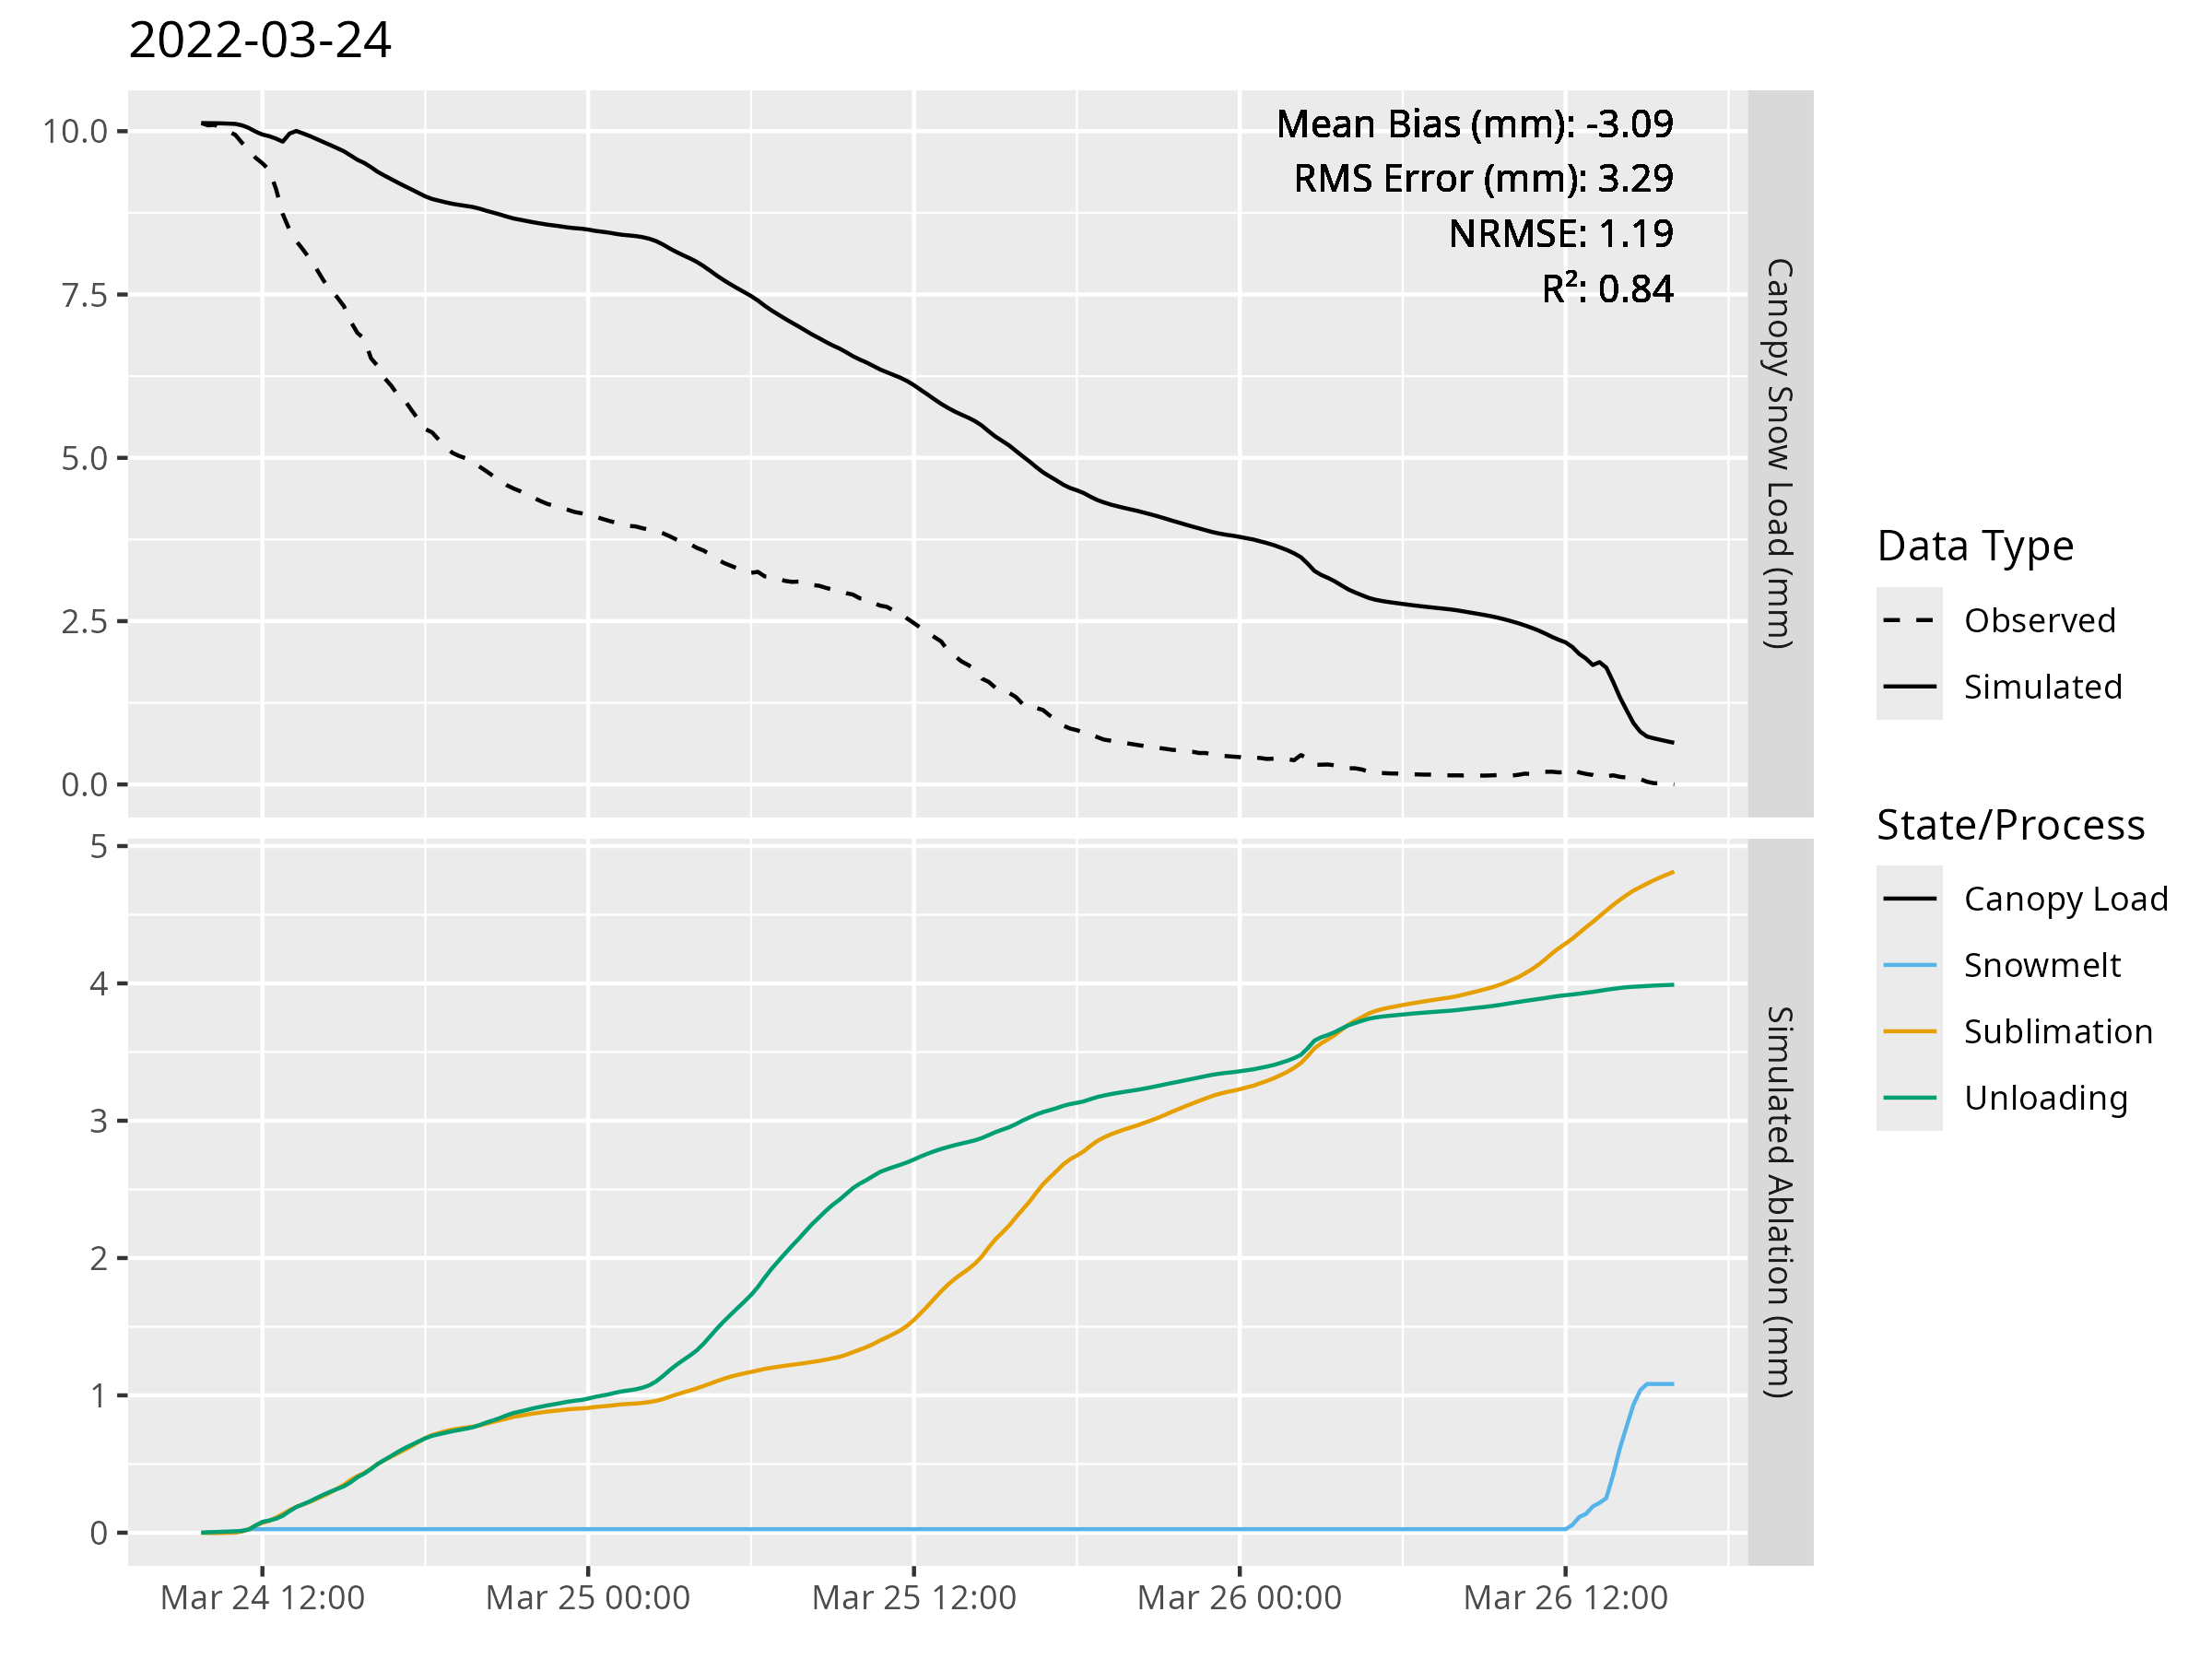 2022-03-24
Mean Bias (mm): -3.09
RMS Error (mm): 3.29
NRMSE: 1.19
R²: 0.84
10.0
7.5
5.0
2.5
0.0
Canopy Snow Load (mm)
5
4
3
2
1
0
Simulated Ablation (mm)
Mar 24 12:00
Mar 25 00:00
Mar 25 12:00
Mar 26 00:00
Mar 26 12:00
Data Type
Observed
Simulated
State/Process
Canopy Load
Snowmelt
Sublimation
Unloading